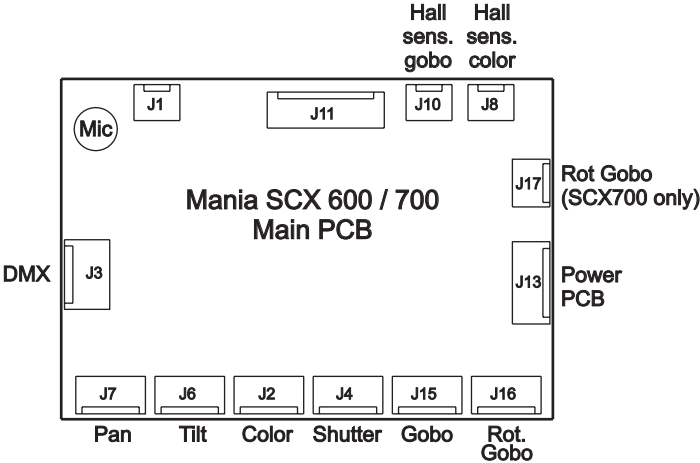 Hall
sens.
gobo
Hall
sens.
color
J1
J11
J10
J8
Mic
J17
Rot Gobo
(SCX700 only)
Mania SCX 600 / 700
Main PCB
DMX
J3
J13
Power
PCB
J7
J6
J2
J4
J15
J16
Pan
Tilt
Color
Shutter
Gobo
Rot.
Gobo